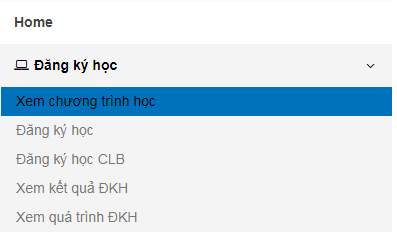 Home
Đăng ký học
Xem chương trình học
Đăng ký học
Đăng ký học CLB
Xem kết quả ĐKH
Xem quá trình ĐKH